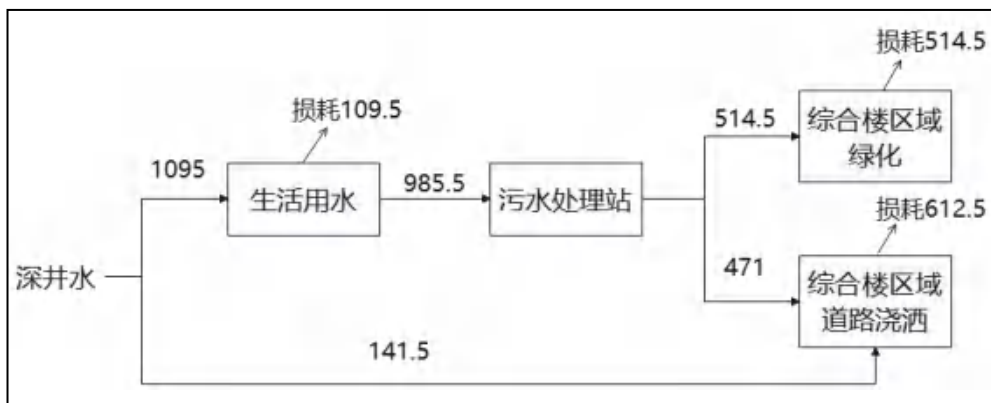 损耗514.5
损耗109.5
514.5
综合楼区域
绿化
1095
985.5
生活用水
污水处理站
损耗612.5
471
深井水
综合楼区域
道路浇洒
141.5